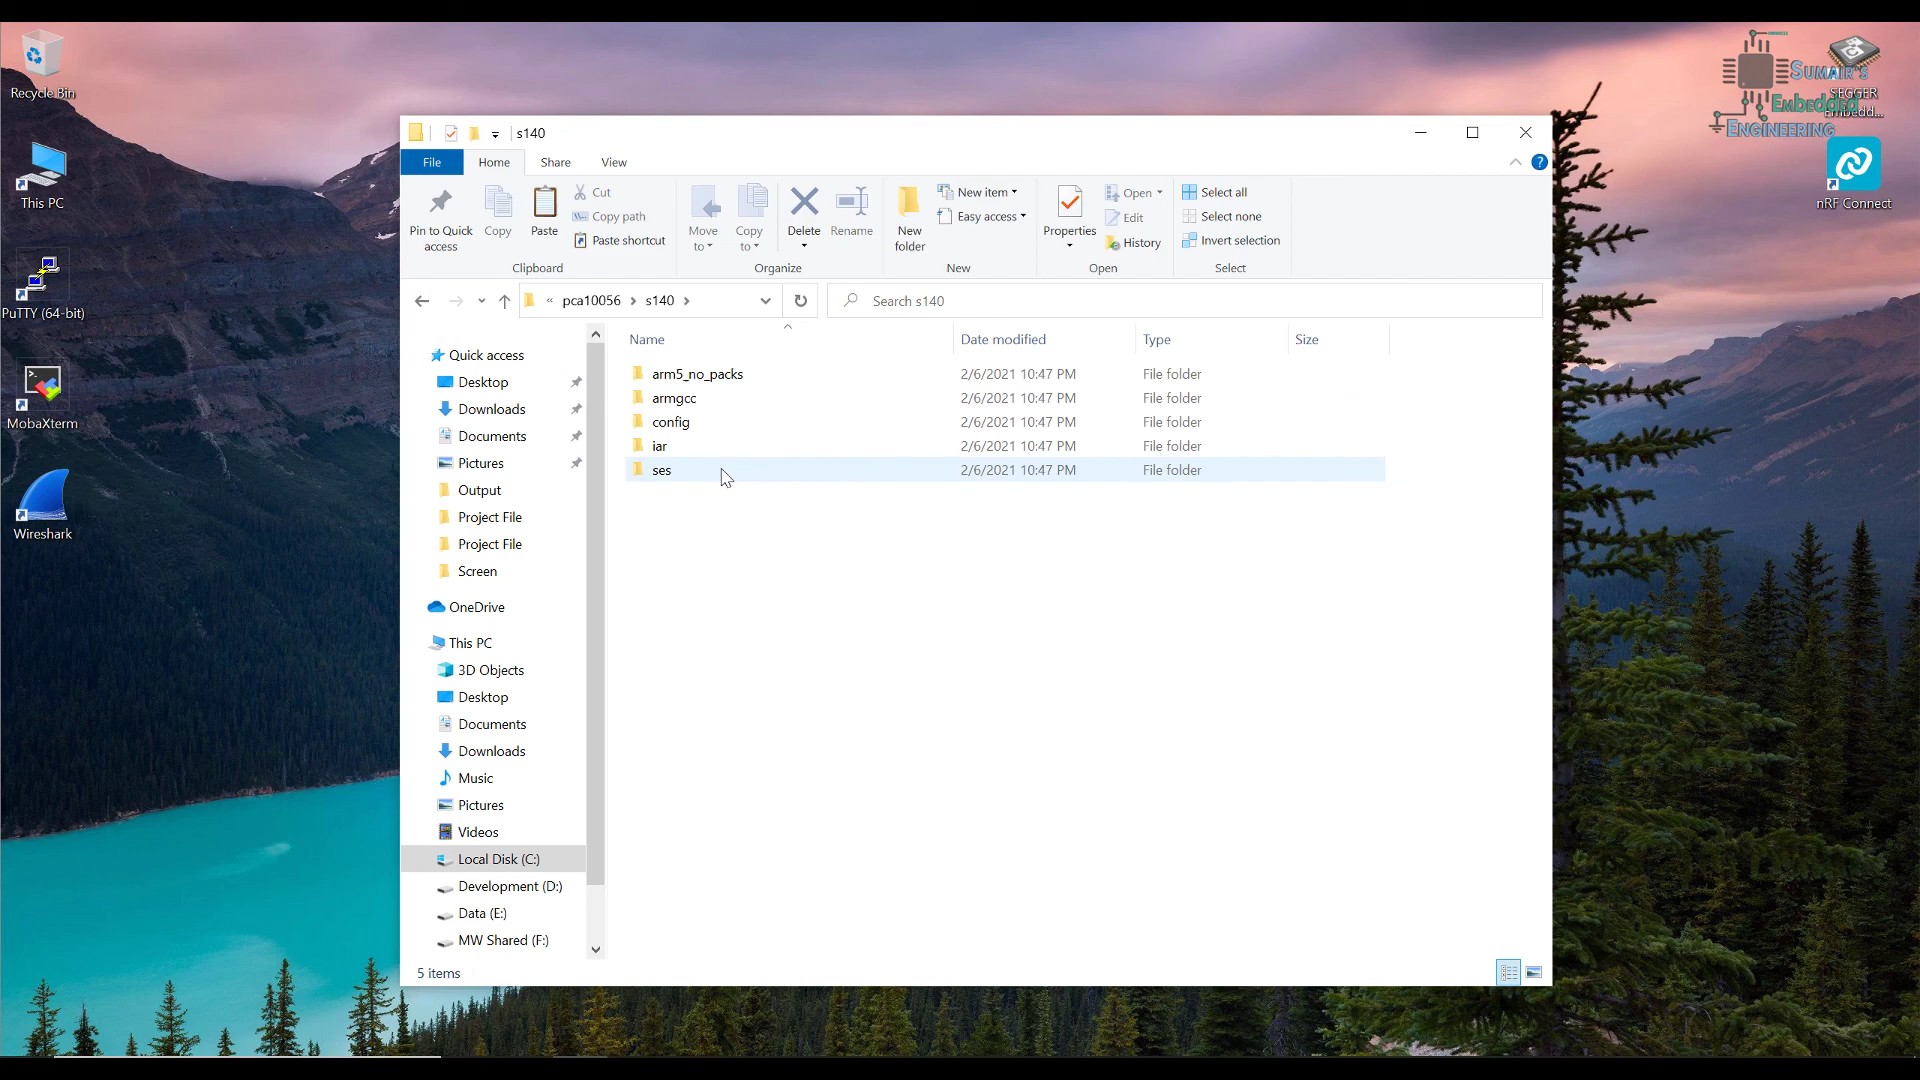 Recycle Bin
This PC
PuTTY (64-bit)
MobaXterm
Wireshark
SUMAIR'S
Embedded
ENGINEERING
SEGGER
Embedd...
nRF Connect
s140
File
Home
Share
View
Pin to Quick
access
Copy
Paste
Cut
Copy path
Paste shortcut
Clipboard
Move
to
Copy
to
Delete
Rename
Organize
New
folder
New item
Easy access
New
Properties
Open
Edit
History
Open
Select all
Select none
Invert selection
Select
« pca10056 > s140 >
Search s140
Quick access
Desktop
Downloads
Documents
Pictures
Output
Project File
Project File
Screen
OneDrive
This PC
3D Objects
Desktop
Documents
Downloads
Music
Pictures
Videos
Local Disk (C:)
Development (D:)
Data (E:)
MW Shared (F:)
Name Date modified Type Size
arm5_no_packs 2/6/2021 10:47 PM File folder
armgcc 2/6/2021 10:47 PM File folder
config 2/6/2021 10:47 PM File folder
iar 2/6/2021 10:47 PM File folder
ses 2/6/2021 10:47 PM File folder
5 items